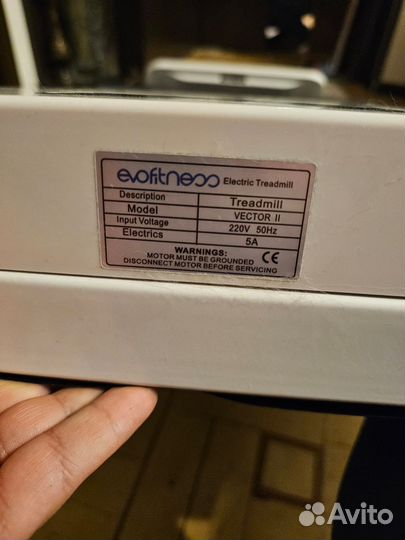 evofitness Electric Treadmill
Description Treadmill
Model VECTOR II
Input Voltage 220V 50Hz
Electrics 5A
WARNINGS:
MOTOR MUST BE GROUNDED
DISCONNECT MOTOR BEFORE SERVICING
CE
Avito